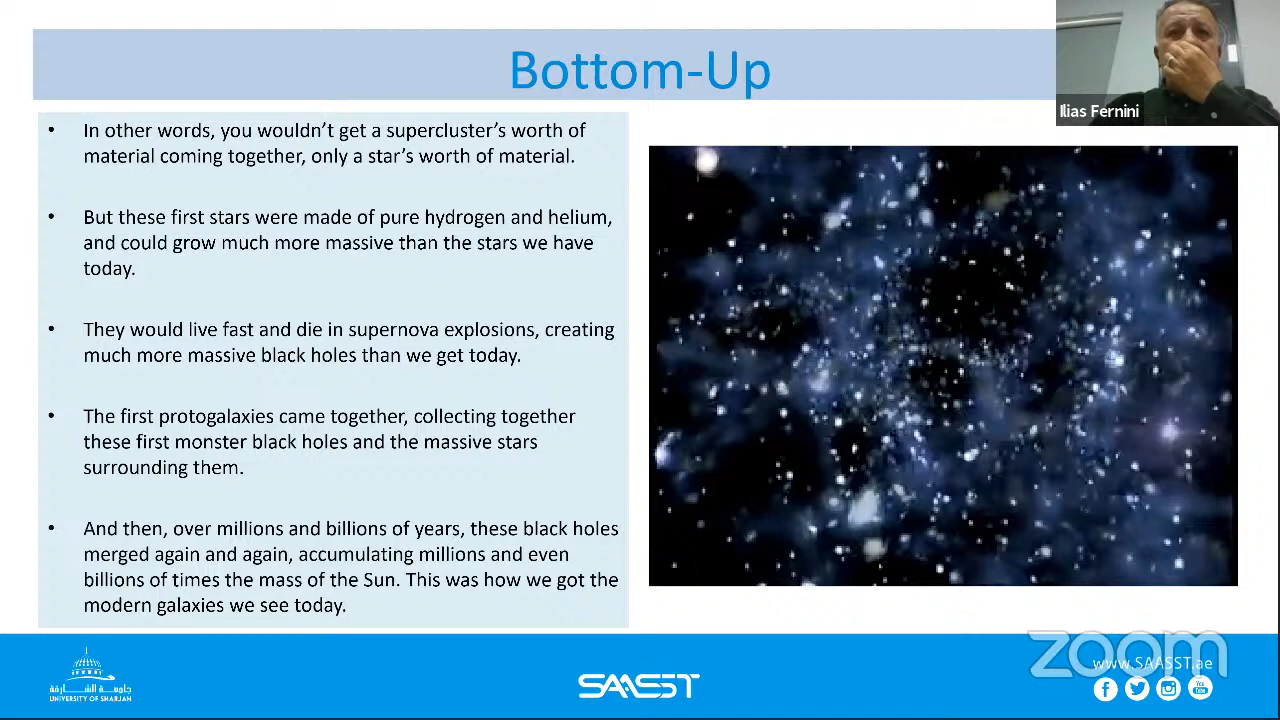 Bottom-Up
Ilias Fernini
• In other words, you wouldn't get a supercluster's worth of
material coming together, only a star's worth of material.
• But these first stars were made of pure hydrogen and helium,
and could grow much more massive than the stars we have
today.
• They would live fast and die in supernova explosions, creating
much more massive black holes than we get today.
• The first protogalaxies came together, collecting together
these first monster black holes and the massive stars
surrounding them.
• And then, over millions and billions of years, these black holes
merged again and again, accumulating millions and even
billions of times the mass of the Sun. This was how we got the
modern galaxies we see today.
zoom
www.SAASST.ae
جامعة الشارقة
UNIVERSITY OF SHARJAH
SAASST
You
Tube